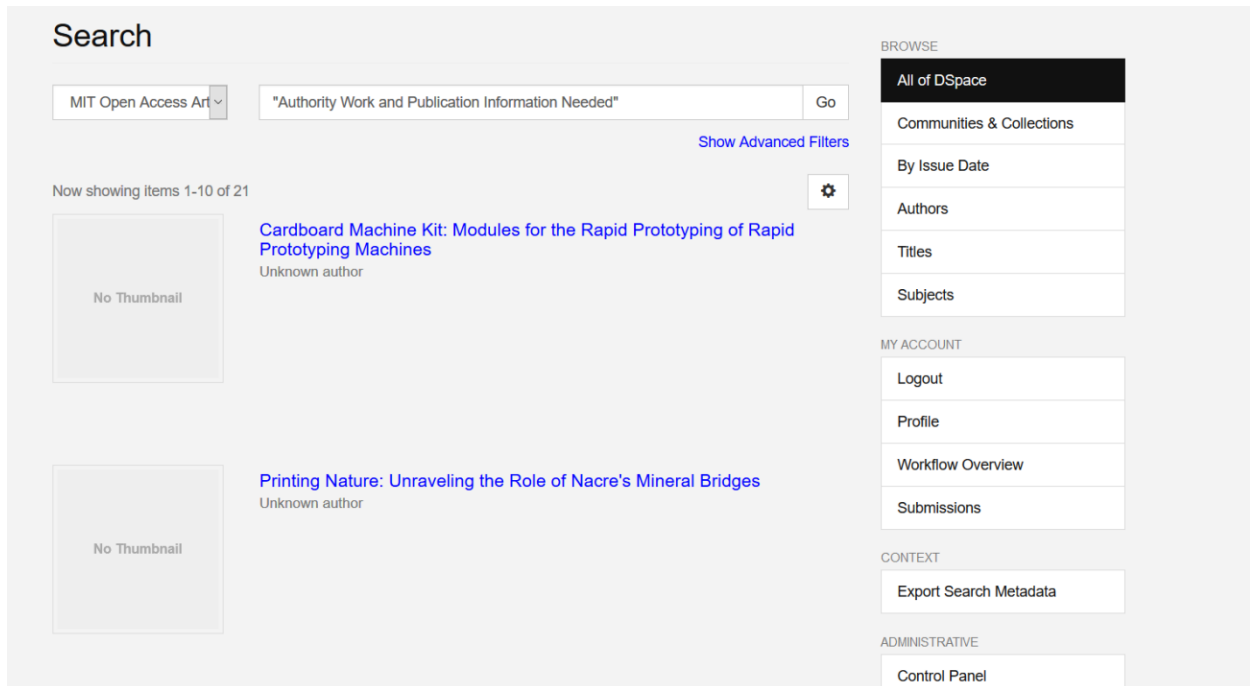 Search
MIT Open Access Art
"Authority Work and Publication Information Needed"
Go
Show Advanced Filters
Now showing items 1-10 of 21
No Thumbnail
Cardboard Machine Kit: Modules for the Rapid Prototyping of Rapid
Prototyping Machines
Unknown author
No Thumbnail
Printing Nature: Unraveling the Role of Nacre's Mineral Bridges
Unknown author
BROWSE
All of DSpace
Communities & Collections
By Issue Date
Authors
Titles
Subjects
MY ACCOUNT
Logout
Profile
Workflow Overview
Submissions
CONTEXT
Export Search Metadata
ADMINISTRATIVE
Control Panel